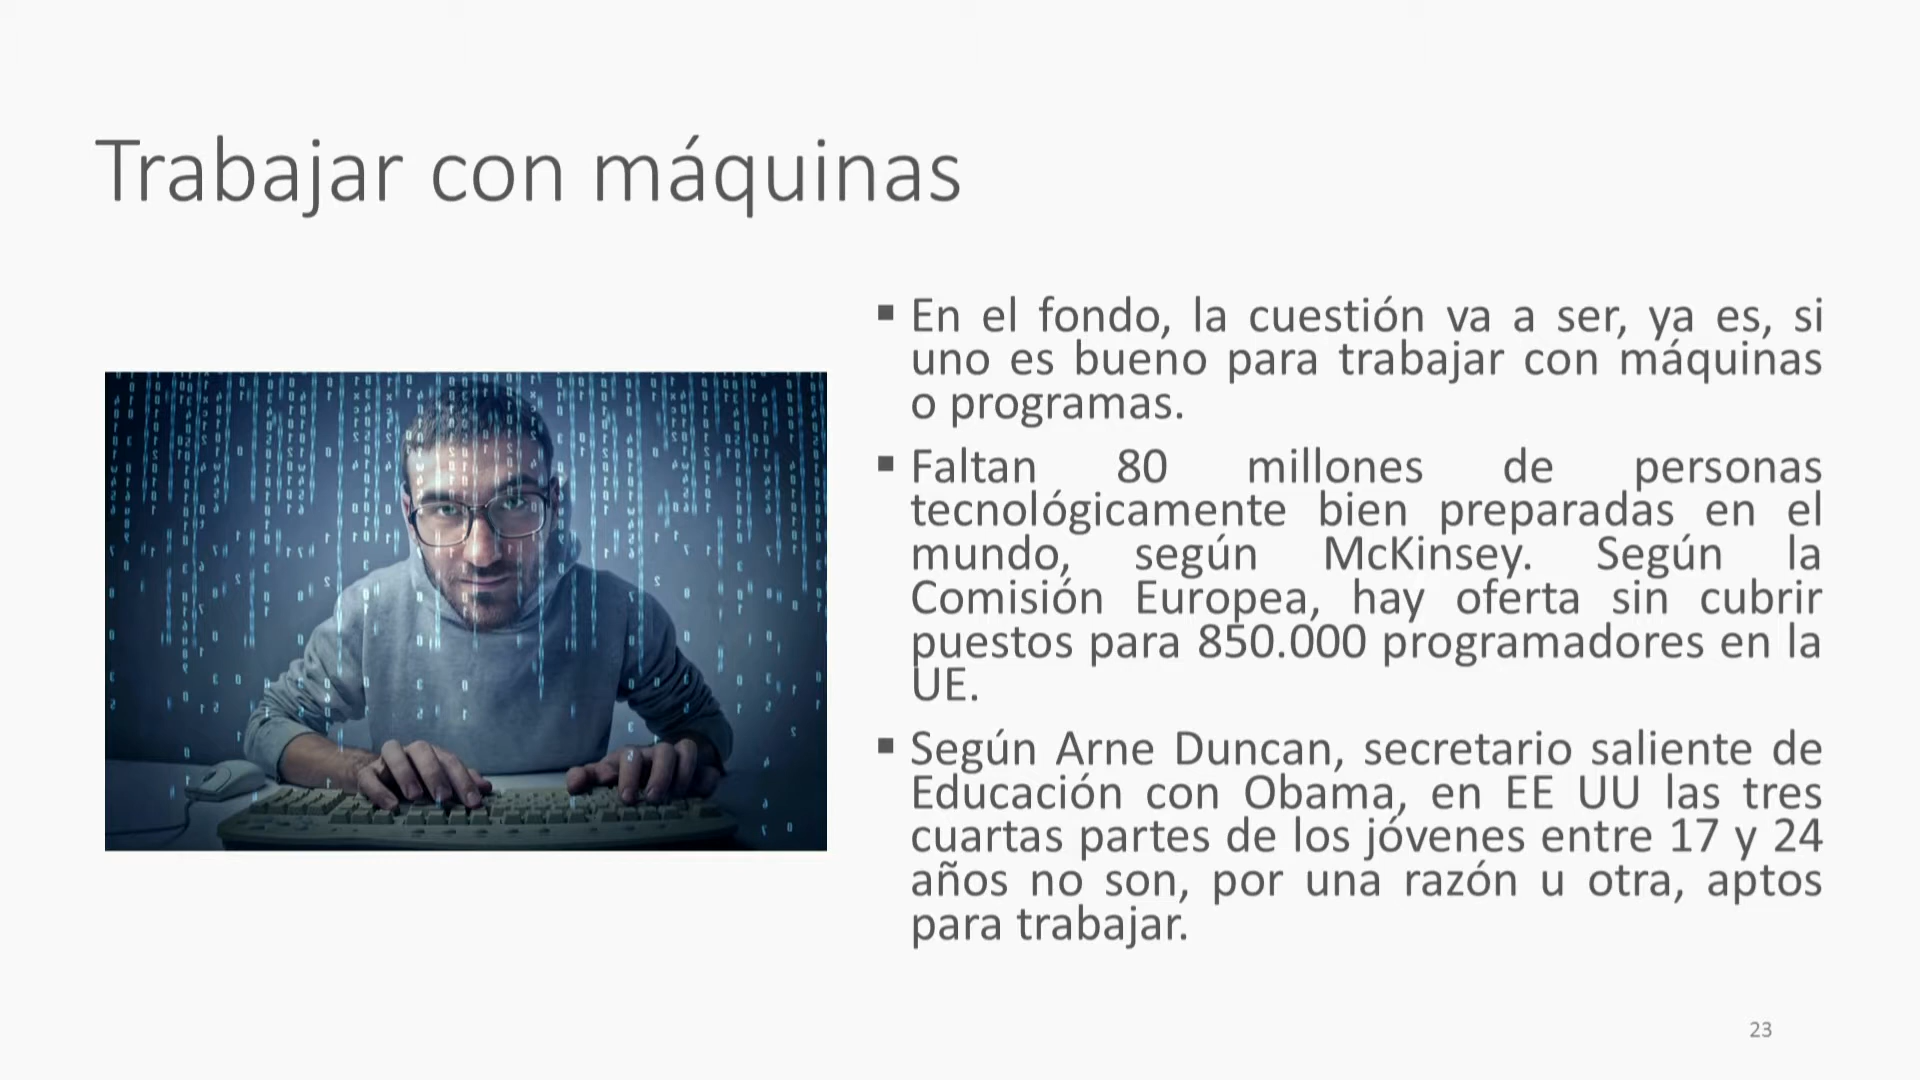 Trabajar con máquinas
▪ En el fondo, la cuestión va a ser, ya es, si
uno es bueno para trabajar con máquinas
o programas.
▪ Faltan 80 millones de personas
tecnológicamente bien preparadas en el
mundo, según McKinsey. Según la
Comisión Europea, hay oferta sin cubrir
puestos para 850.000 programadores en la
UE.
▪ Según Arne Duncan, secretario saliente de
Educación con Obama, en EE UU las tres
cuartas partes de los jóvenes entre 17 y 24
años no son, por una razón u otra, aptos
para trabajar.
23